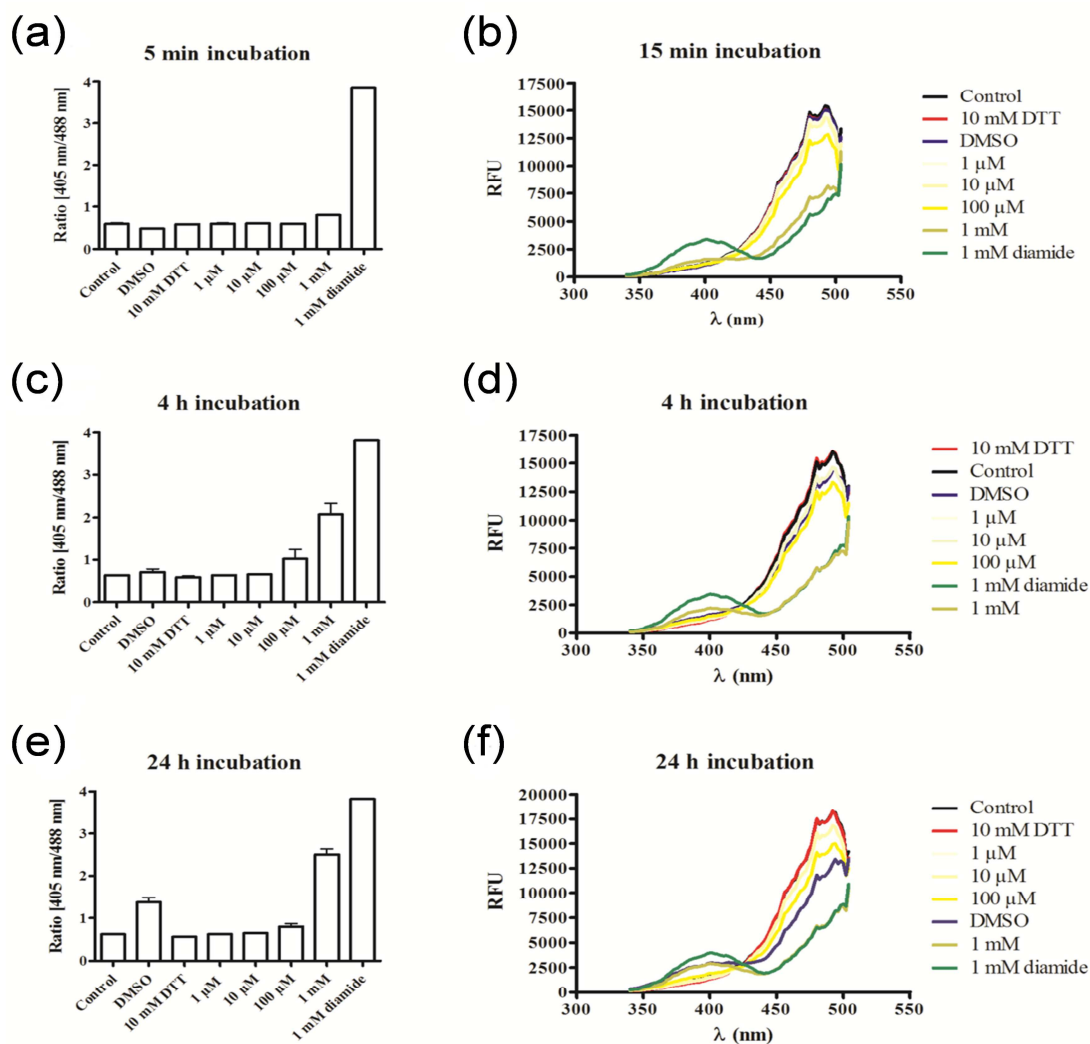 (a)
5 min incubation
Ratio [405 nm/488 nm]
4
3
2
1
0
Control
DMSO
10 mM DTT
1 µM
10 µM
100 µM
1 mM
1 mM diamide
(b)
15 min incubation
RFU
17500
15000
12500
10000
7500
5000
2500
0
300 350 400 450 500 550
λ (nm)
Control
10 mM DTT
DMSO
1 µM
10 µM
100 µM
1 mM
1 mM diamide
(c)
4 h incubation
Ratio [405 nm/488 nm]
4
3
2
1
0
Control
DMSO
10 mM DTT
1 µM
10 µM
100 µM
1 mM
1 mM diamide
(d)
4 h incubation
RFU
17500
15000
12500
10000
7500
5000
2500
0
300 350 400 450 500 550
λ (nm)
10 mM DTT
Control
DMSO
1 µM
10 µM
100 µM
1 mM diamide
1 mM
(e)
24 h incubation
Ratio [405 nm/488 nm]
4
3
2
1
0
Control
DMSO
10 mM DTT
1 µM
10 µM
100 µM
1 mM
1 mM diamide
(f)
24 h incubation
RFU
20000
17500
15000
12500
10000
7500
5000
2500
0
300 350 400 450 500 550
λ (nm)
Control
10 mM DTT
1 µM
10 µM
100 µM
DMSO
1 mM
1 mM diamide